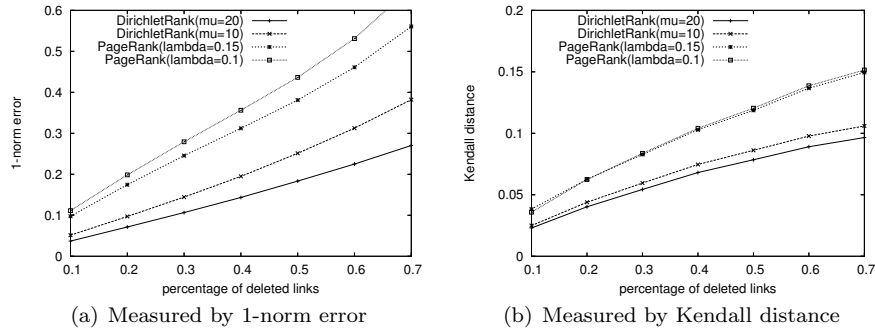 DirichletRank(mu=20)
DirichletRank(mu=10)
PageRank(lambda=0.15)
PageRank(lambda=0.1)
0.6
0.5
0.4
0.3
0.2
0.1
0
1-norm error
0.1 0.2 0.3 0.4 0.5 0.6 0.7
percentage of deleted links
(a) Measured by 1-norm error
DirichletRank(mu=20)
DirichletRank(mu=10)
PageRank(lambda=0.15)
PageRank(lambda=0.1)
0.2
0.15
0.1
0.05
0
Kendall distance
0.1 0.2 0.3 0.4 0.5 0.6 0.7
percentage of deleted links
(b) Measured by Kendall distance